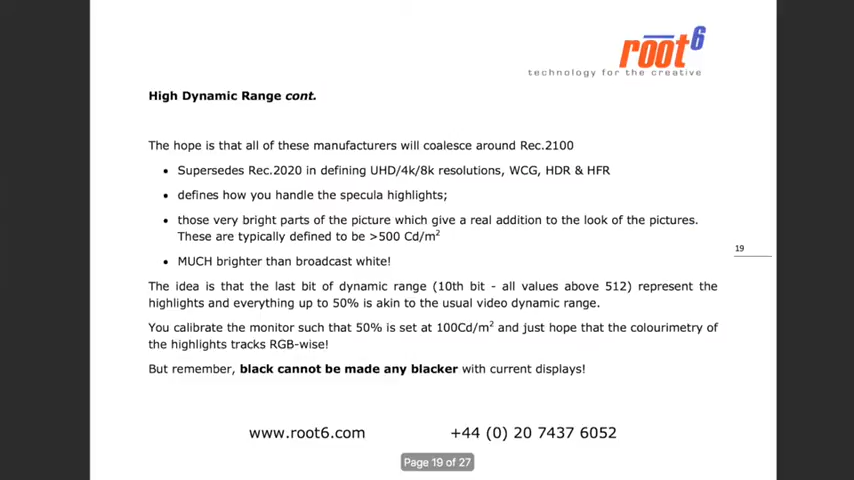 root6
technology for the creative
High Dynamic Range cont.
The hope is that all of these manufacturers will coalesce around Rec.2100
• Supersedes Rec.2020 in defining UHD/4k/8k resolutions, WCG, HDR & HFR
• defines how you handle the specula highlights;
• those very bright parts of the picture which give a real addition to the look of the pictures.
These are typically defined to be >500 Cd/m²
19
• MUCH brighter than broadcast white!
The idea is that the last bit of dynamic range (10th bit - all values above 512) represent the
highlights and everything up to 50% is akin to the usual video dynamic range.
You calibrate the monitor such that 50% is set at 100Cd/m² and just hope that the colourimetry of
the highlights tracks RGB-wise!
But remember, black cannot be made any blacker with current displays!
www.root6.com +44 (0) 20 7437 6052
Page 19 of 27